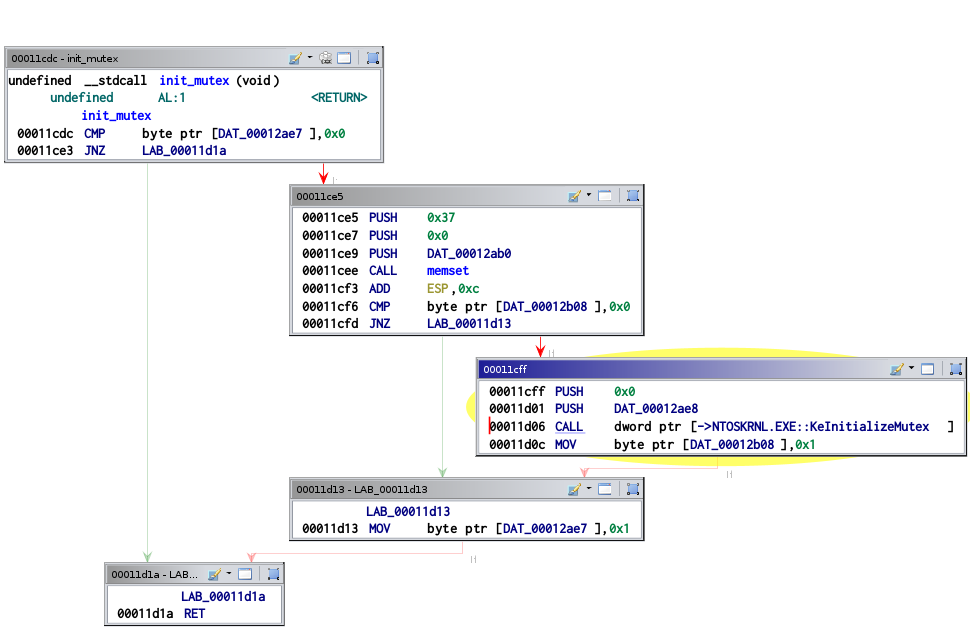 00011cdc - init_mutex
undefined __stdcall init_mutex (void)
undefined AL:1 <RETURN>
init_mutex
00011cdc CMP byte ptr [DAT_00012ae7 ],0x0
00011ce3 JNZ LAB_00011d1a
00011ce5
00011ce5 PUSH 0x37
00011ce7 PUSH 0x0
00011ce9 PUSH DAT_00012ab0
00011cee CALL memset
00011cf3 ADD ESP ,0xc
00011cf6 CMP byte ptr [DAT_00012b08 ],0x0
00011cfd JNZ LAB_00011d13
00011cff
00011cff PUSH 0x0
00011d01 PUSH DAT_00012ae8
00011d06 CALL dword ptr [->NTOSKRNL.EXE::KeInitializeMutex ]
00011d0c MOV byte ptr [DAT_00012b08 ],0x1
00011d13 - LAB_00011d13
LAB_00011d13
00011d13 MOV byte ptr [DAT_00012ae7 ],0x1
00011d1a - LAB...
LAB_00011d1a
00011d1a RET